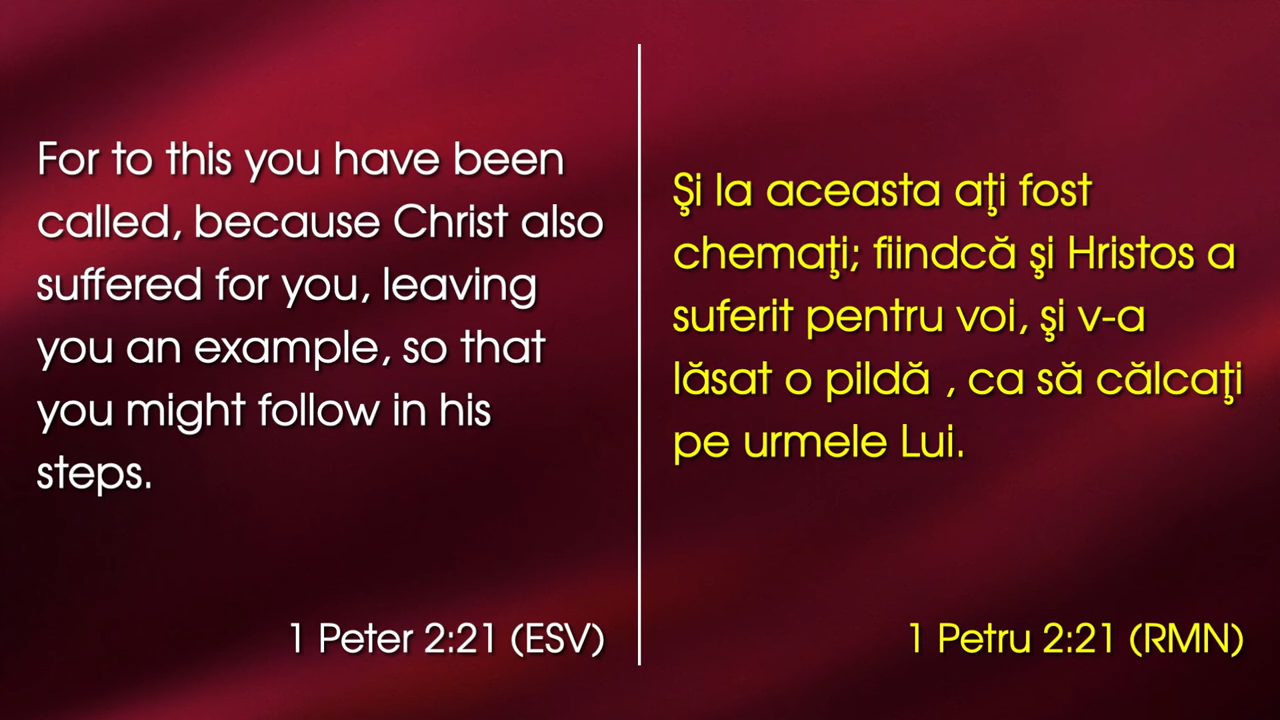 For to this you have been
called, because Christ also
suffered for you, leaving
you an example, so that
you might follow in his
steps.
1 Peter 2:21 (ESV)
Şi la aceasta aţi fost
chemaţi; fiindcă şi Hristos a
suferit pentru voi, şi v-a
lăsat o pildă , ca să călcaţi
pe urmele Lui.
1 Petru 2:21 (RMN)